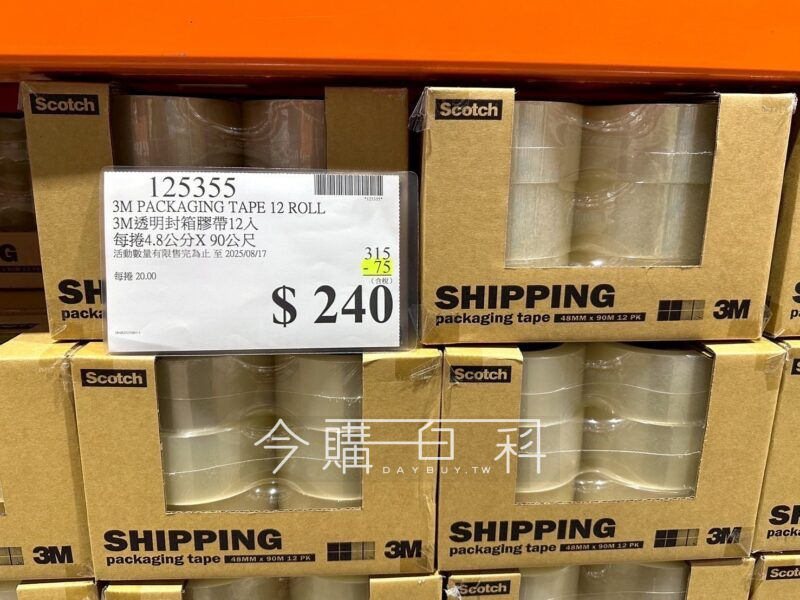 Scotch
Scotch
125355
3M PACKAGING TAPE 12 ROLL
3M透明封箱膠帶12入
每捲4.8公分X 90公尺
活動數量有限售完為止 至 2025/08/17
每捲 20.00
315
- 75
(含稅)
$ 240
SHIPPING
packaging tape 48MM x 90M 12 PK
3M
Scotch
Scotch
今購百科
DAYBUY.TW
SHIPPING
packaging tape 48MM x 90M 12 PK
3M
SHIPPING
packaging tape 48MM x 90M 12 PK
3M
3M
Scotch
Scotch